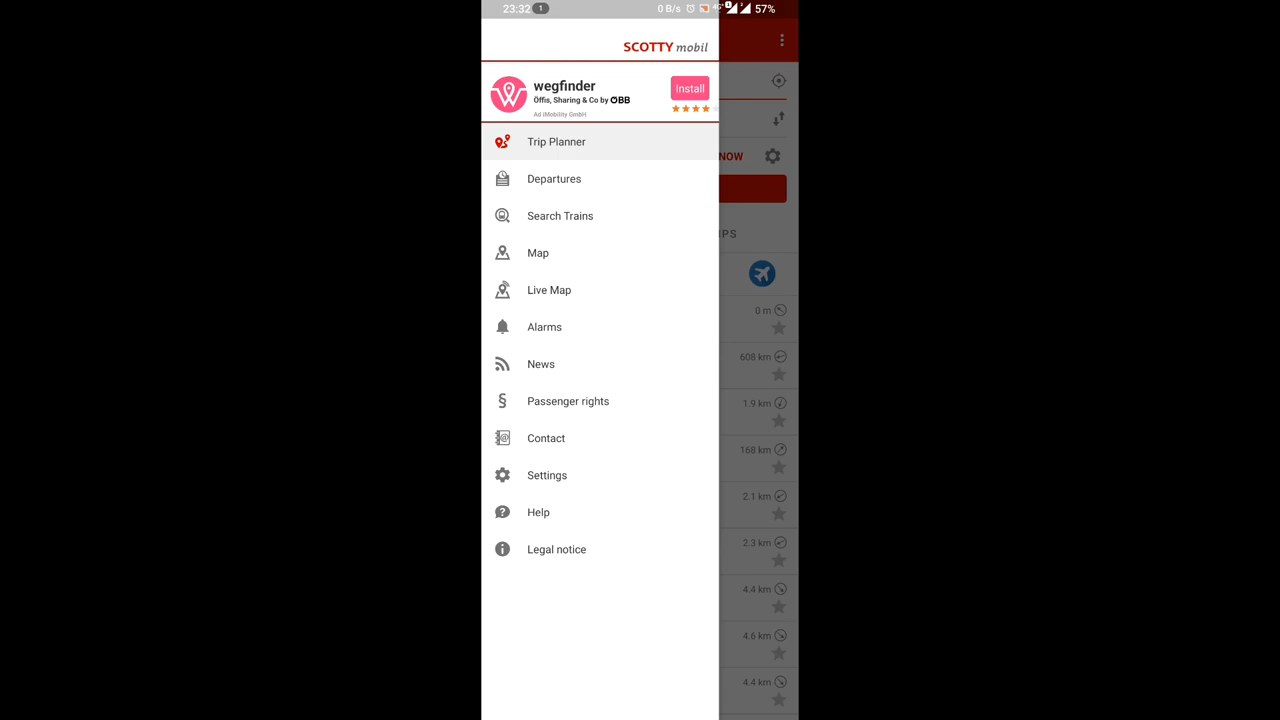 23:32 1 0 B/s 4G+ 57%
SCOTTY mobil
wegfinder
Öffis, Sharing & Co by ÖBB
Install
Ad iMobility GmbH
Trip Planner
NOW
Departures
Search Trains
IPS
Map
Live Map
0 m
Alarms
608 km
News
Passenger rights
1.9 km
Contact
168 km
Settings
2.1 km
Help
2.3 km
Legal notice
4.4 km
4.6 km
4.4 km